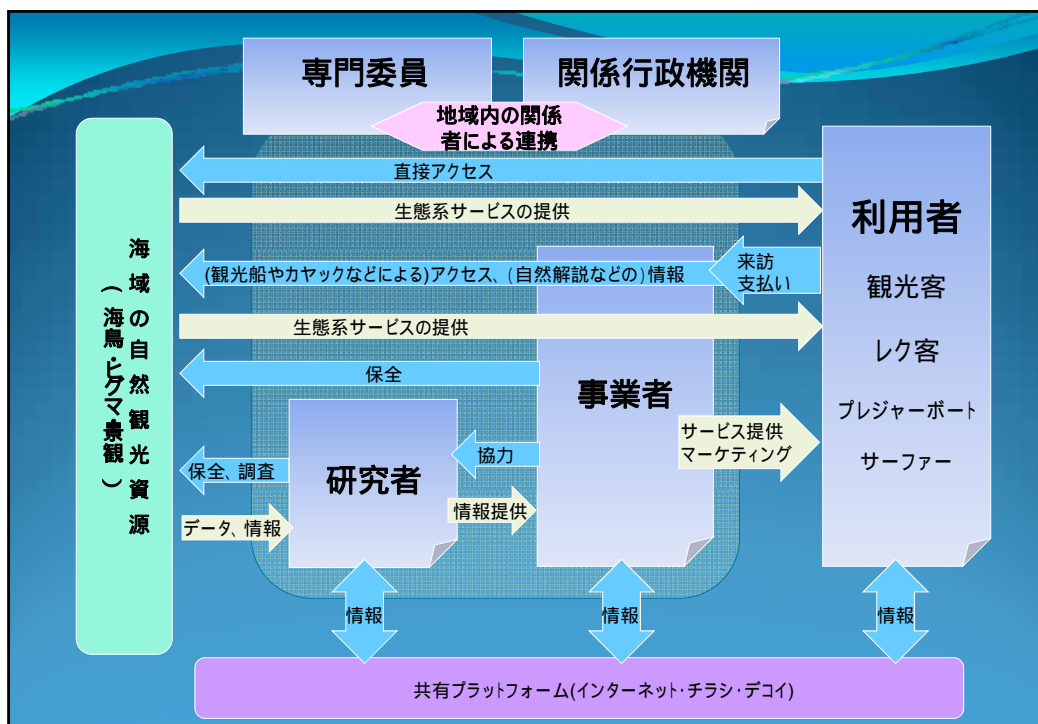 専門委員
関係行政機関
地域内の関係
者による連携
直接アクセス
生態系サービスの提供
利用者
観光客
レク客
プレジャーボート
サーファー
来訪
支払い
(観光船やカヤックなどによる)アクセス、(自然解説などの)情報
生態系サービスの提供
海域の自然観光資源
(海鳥・ヒグマ・景観)
保全
事業者
サービス提供
マーケティング
協力
保全、調査
研究者
情報提供
データ、情報
情報
情報
情報
共有プラットフォーム(インターネット・チラシ・デコイ)